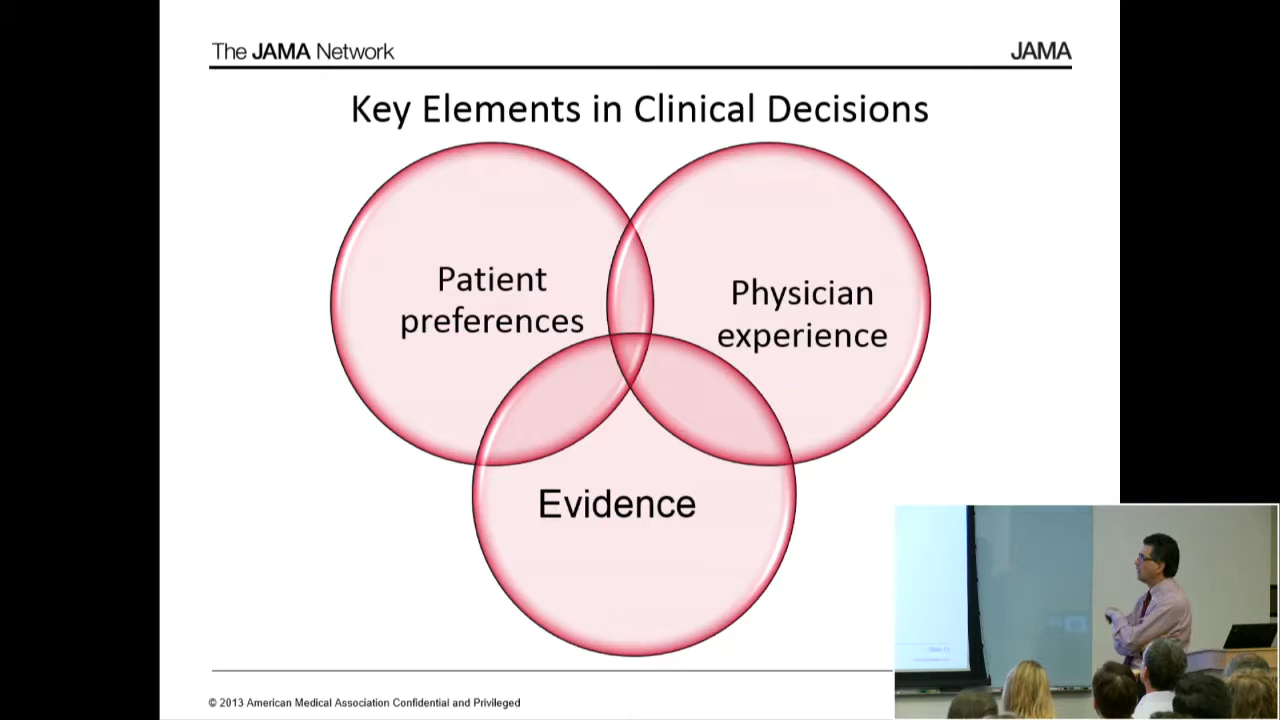 The JAMA Network
JAMA
Key Elements in Clinical Decisions
Patient
preferences
Physician
experience
Evidence
© 2013 American Medical Association Confidential and Privileged